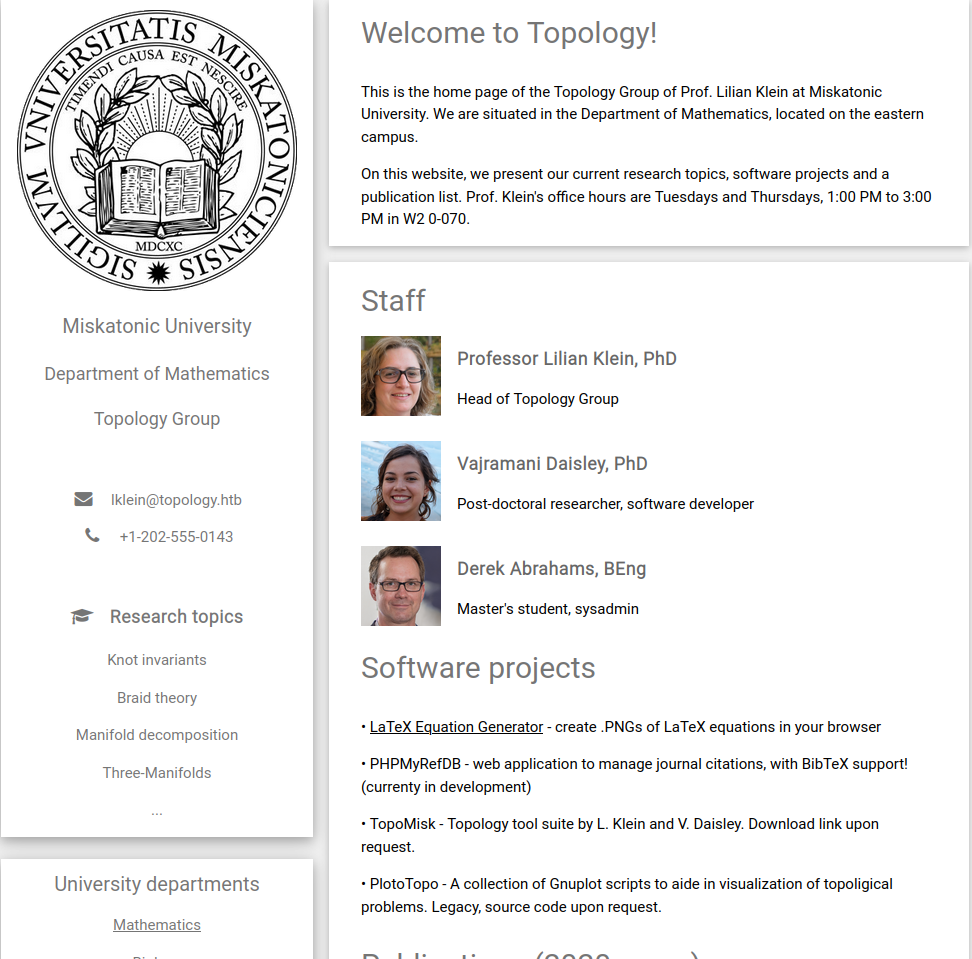 SIGILLVM VNIVERSITATIS MISKATONICIENSIS
TIMENDI CAUSA EST NESCIRE
MDCXC
Miskatonic University
Department of Mathematics
Topology Group
lklein@topology.htb
+1-202-555-0143
Research topics
Knot invariants
Braid theory
Manifold decomposition
Three-Manifolds
...
University departments
Mathematics
Welcome to Topology!
This is the home page of the Topology Group of Prof. Lilian Klein at Miskatonic
University. We are situated in the Department of Mathematics, located on the eastern
campus.
On this website, we present our current research topics, software projects and a
publication list. Prof. Klein's office hours are Tuesdays and Thursdays, 1:00 PM to 3:00
PM in W2 0-070.
Staff
Professor Lilian Klein, PhD
Head of Topology Group
Vajramani Daisley, PhD
Post-doctoral researcher, software developer
Derek Abrahams, BEng
Master's student, sysadmin
Software projects
• LaTeX Equation Generator - create .PNGs of LaTeX equations in your browser
• PHPMyRefDB - web application to manage journal citations, with BibTeX support!
(currenty in development)
• TopoMisk - Topology tool suite by L. Klein and V. Daisley. Download link upon
request.
• PlotoTopo - A collection of Gnuplot scripts to aide in visualization of topoligical
problems. Legacy, source code upon request.